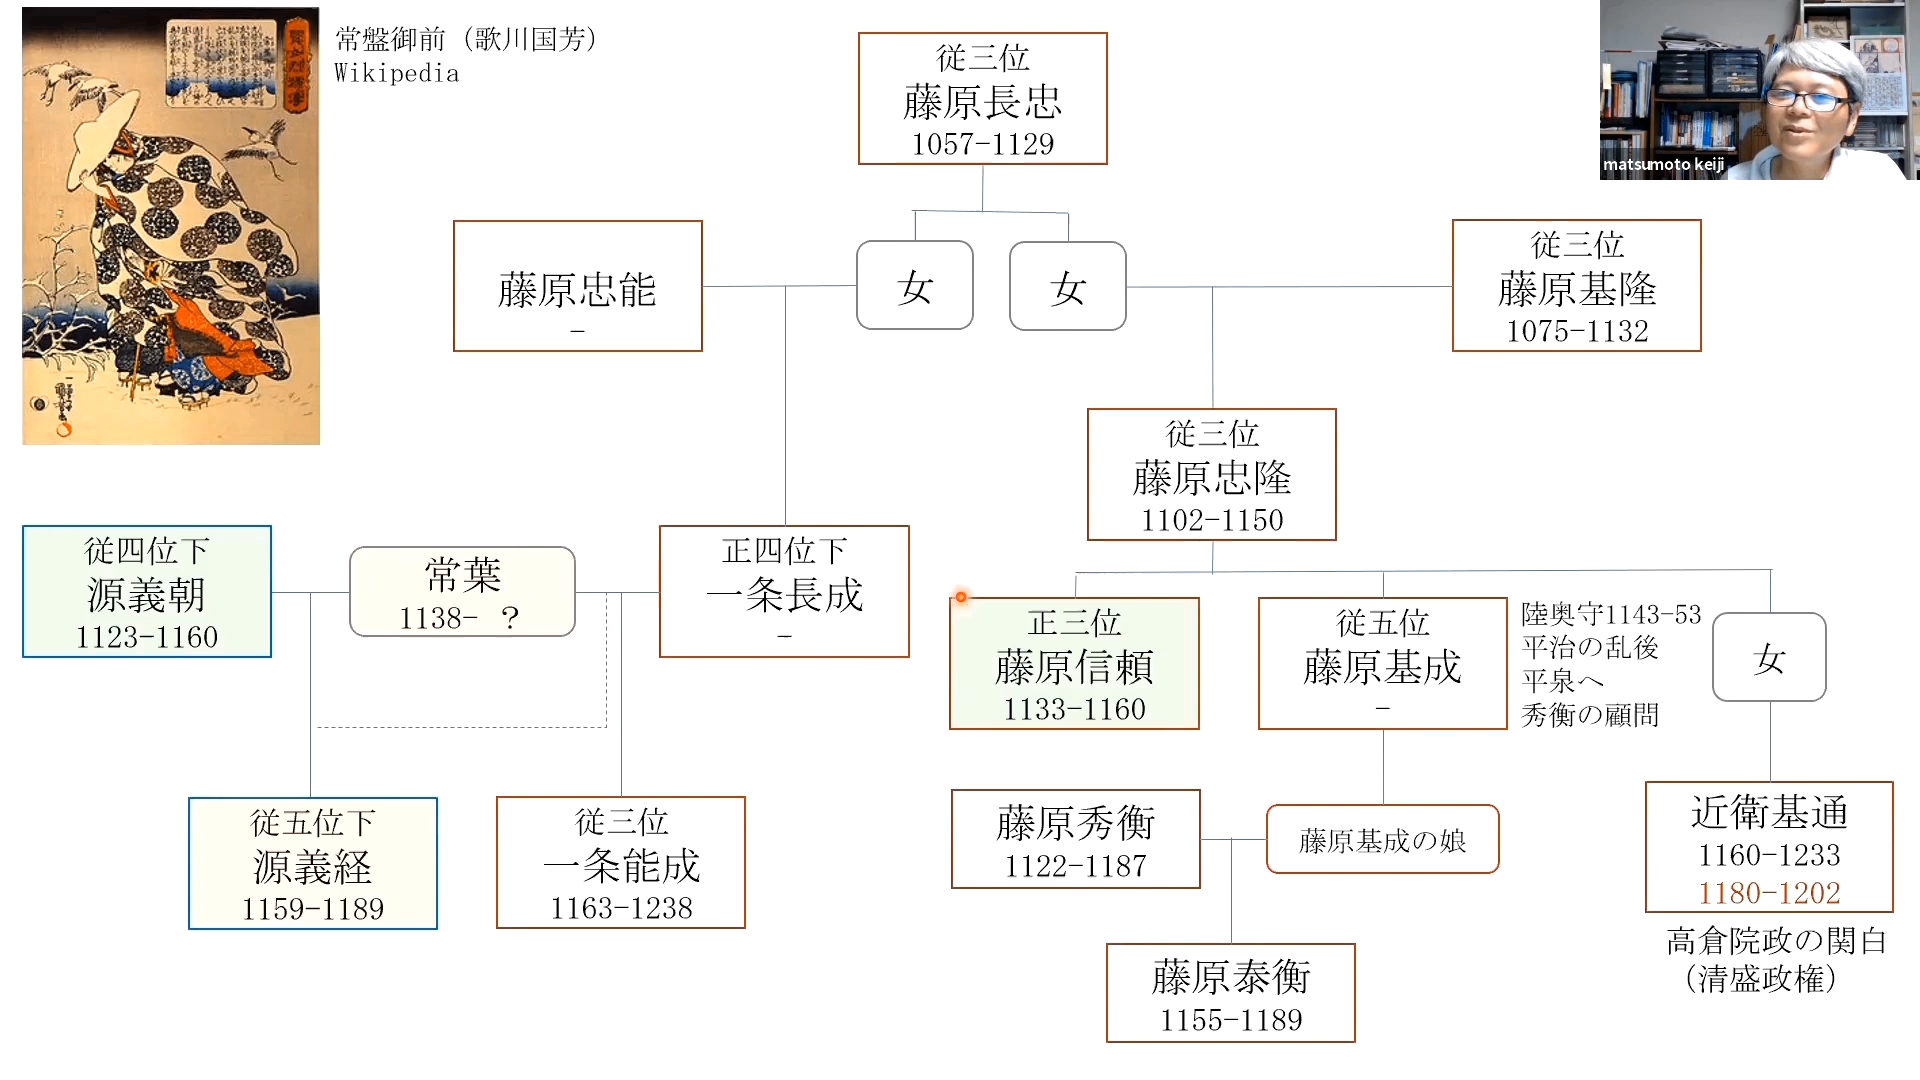 常盤御前（歌川国芳）
Wikipedia
従三位
藤原長忠
1057-1129
matsumoto keiji
藤原忠能
-
女
女
従三位
藤原基隆
1075-1132
従三位
藤原忠隆
1102-1150
従四位下
源義朝
1123-1160
常葉
1138- ？
正四位下
一条長成
-
正三位
藤原信頼
1133-1160
従五位
藤原基成
-
陸奥守1143-53
平治の乱後
平泉へ
秀衡の顧問
女
従五位下
源義経
1159-1189
従三位
一条能成
1163-1238
藤原秀衡
1122-1187
藤原基成の娘
近衛基通
1160-1233
1180-1202
高倉院政の関白
（清盛政権）
藤原泰衡
1155-1189